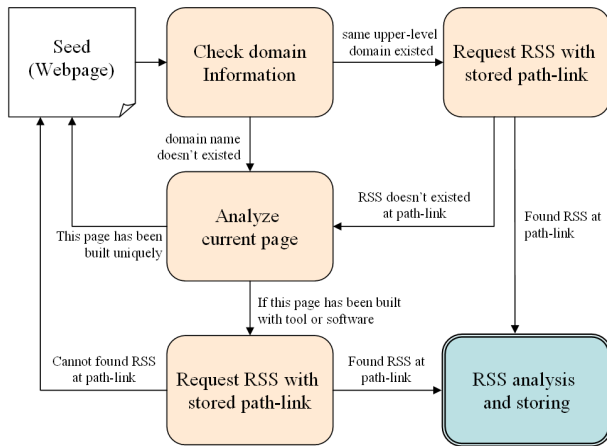 Seed
(Webpage)
Check domain
Information
same upper-level
domain existed
Request RSS with
stored path-link
domain name
doesn't existed
RSS doesn't existed
at path-link
Analyze
current page
This page has been
built uniquely
Found RSS at
path-link
If this page has been built
with tool or software
Cannot found RSS
at path-link
Request RSS with
stored path-link
Found RSS at
path-link
RSS analysis
and storing